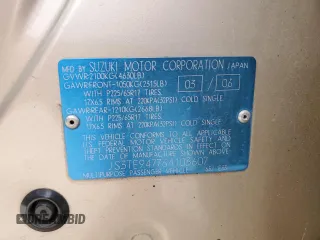 MFD BY SUZUKI MOTOR CORPORATION /JAPAN
GVWR:2100KG(4630LB)
GAWR:FRONT-1050KG(2315LB) 03 / 06
WITH P225/65R17 TIRES
17X6.5 RIMS AT 220KPA(32PSI) COLD SINGLE
GAWR:REAR-1210KG(2668LB)
WITH P225/65R17 TIRES
17X6.5 RIMS AT 220KPA(32PSI) COLD SINGLE
THIS VEHICLE CONFORMS TO ALL APPLICABLE
U.S. FEDERAL MOTOR VEHICLE SAFETY AND
THEFT PREVENTION STANDARDS IN EFFECT ON
THE DATE OF MANUFACTURE SHOWN ABOVE.
MULTIPURPOSE PASSENGER VEHICLE
AUTOBIDMASTER